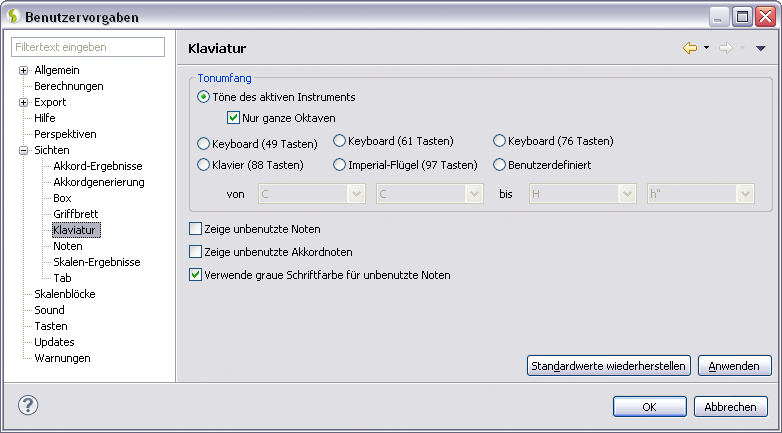 Benutzervorgaben
Filtertext eingeben
Allgemein
Berechnungen
Export
Hilfe
Perspektiven
Sichten
Akkord-Ergebnisse
Akkordgenerierung
Box
Griffbrett
Klaviatur
Noten
Skalen-Ergebnisse
Tab
Skalenblöcke
Sound
Tasten
Updates
Warnungen
Klaviatur
Tonumfang
Töne des aktiven Instruments
Nur ganze Oktaven
Keyboard (49 Tasten) Keyboard (61 Tasten) Keyboard (76 Tasten)
Klavier (88 Tasten) Imperial-Flügel (97 Tasten) Benutzerdefiniert
von C C bis H h''
Zeige unbenutzte Noten
Zeige unbenutzte Akkordnoten
Verwende graue Schriftfarbe für unbenutzte Noten
Standardwerte wiederherstellen Anwenden
? OK Abbrechen